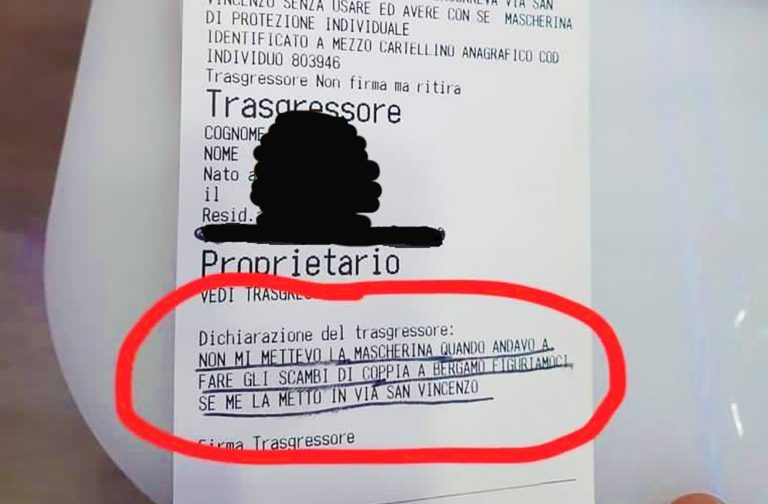 VIA SAN
VINCENZO SENZA USARE ED AVERE CON SE MASCHERINA
DI PROTEZIONE INDIVIDUALE
IDENTIFICATO A MEZZO CARTELLINO ANAGRAFICO COD
INDIVIDUO 803946
Trasgressore Non firma ma ritira
Trasgressore
COGNOME
NOME
Nato a
il
Resid.
Proprietario
VEDI
Dichiarazione del trasgressore:
NON MI METTEVO LA MASCHERINA QUANDO ANDAVO A
FARE GLI SCAMBI DI COPPIA A BERGAMO FIGURIAMOCI
SE ME LA METTO IN VIA SAN VINCENZO
Firma Trasgressore